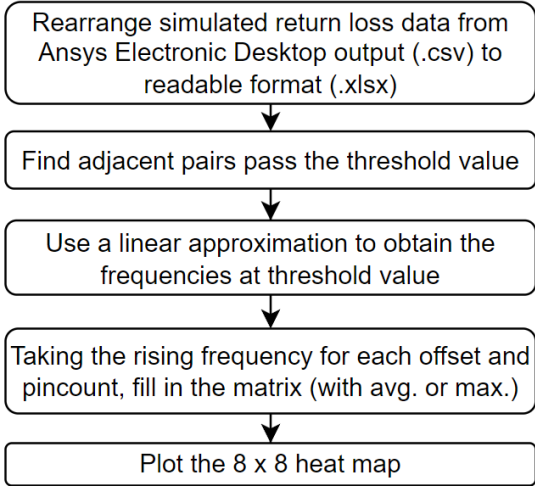 Rearrange simulated return loss data from
Ansys Electronic Desktop output (.csv) to
readable format (.xlsx)
Find adjacent pairs pass the threshold value
Use a linear approximation to obtain the
frequencies at threshold value
Taking the rising frequency for each offset and
pincount, fill in the matrix (with avg. or max.)
Plot the 8 x 8 heat map